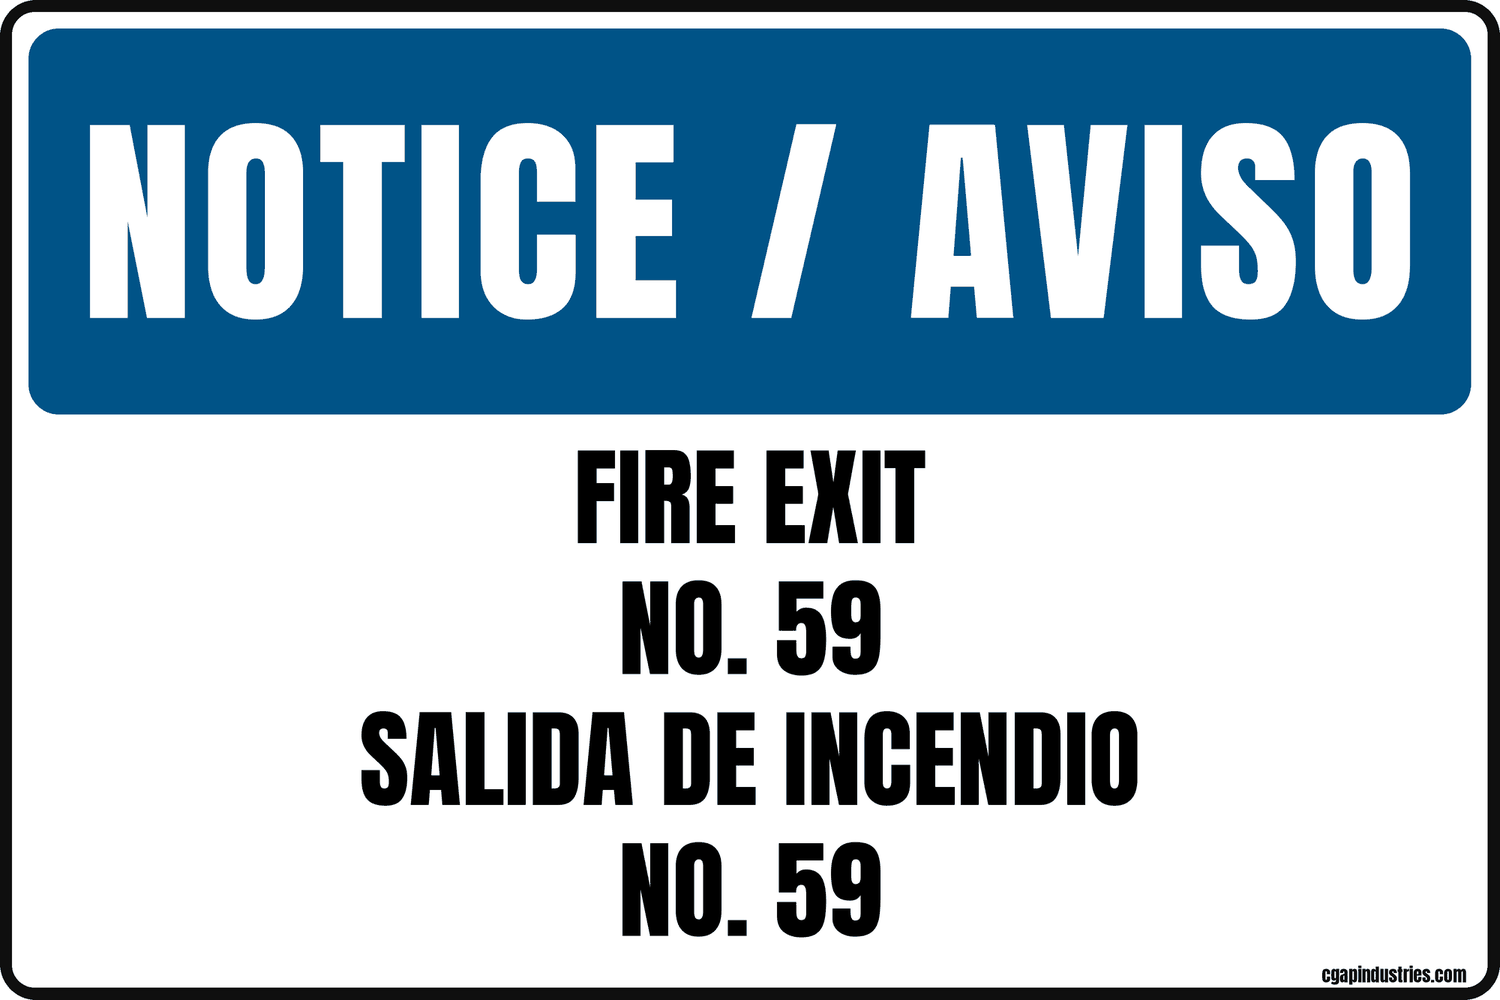 NOTICE / AVISO
FIRE EXIT
NO. 59
SALIDA DE INCENDIO
NO. 59
cgapindustries.com